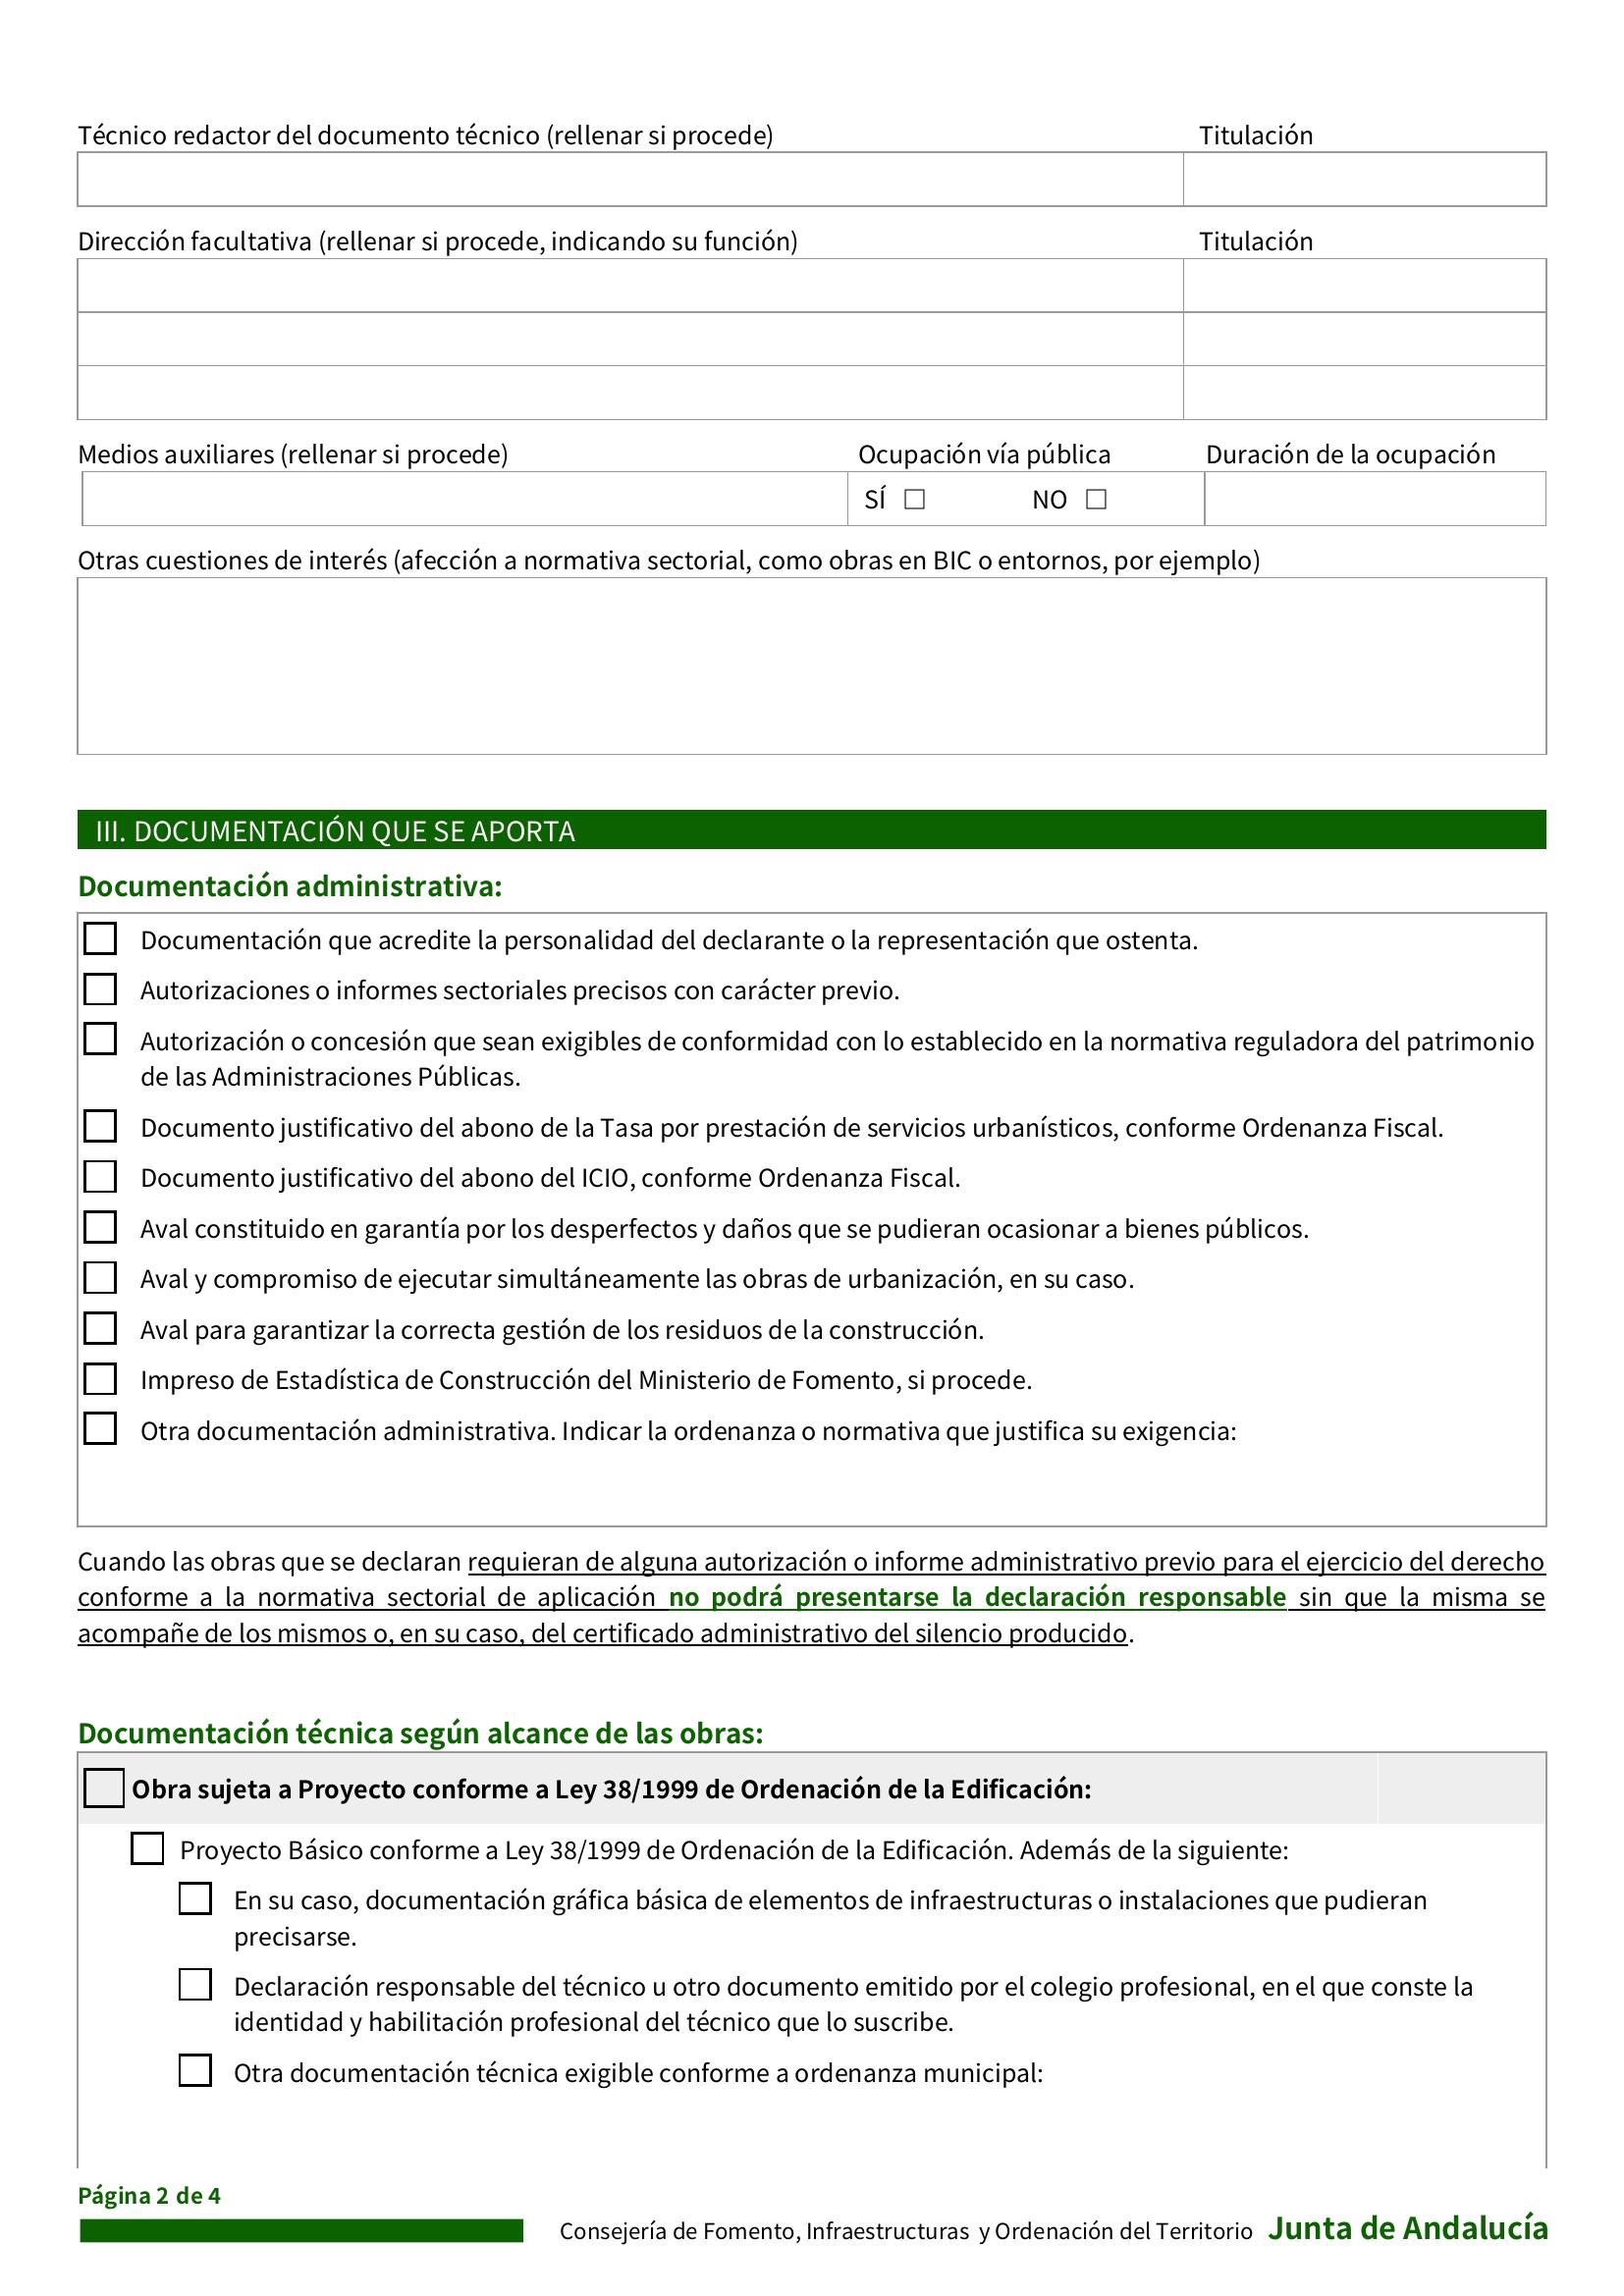 Técnico redactor del documento técnico (rellenar si procede) Titulación
Dirección facultativa (rellenar si procede, indicando su función) Titulación
Medios auxiliares (rellenar si procede) Ocupación vía pública Duración de la ocupación
SÍ ☐ NO ☐
Otras cuestiones de interés (afección a normativa sectorial, como obras en BIC o entornos, por ejemplo)
III. DOCUMENTACIÓN QUE SE APORTA
Documentación administrativa:
Documentación que acredite la personalidad del declarante o la representación que ostenta.
Autorizaciones o informes sectoriales precisos con carácter previo.
Autorización o concesión que sean exigibles de conformidad con lo establecido en la normativa reguladora del patrimonio
de las Administraciones Públicas.
Documento justificativo del abono de la Tasa por prestación de servicios urbanísticos, conforme Ordenanza Fiscal.
Documento justificativo del abono del ICIO, conforme Ordenanza Fiscal.
Aval constituido en garantía por los desperfectos y daños que se pudieran ocasionar a bienes públicos.
Aval y compromiso de ejecutar simultáneamente las obras de urbanización, en su caso.
Aval para garantizar la correcta gestión de los residuos de la construcción.
Impreso de Estadística de Construcción del Ministerio de Fomento, si procede.
Otra documentación administrativa. Indicar la ordenanza o normativa que justifica su exigencia:
Cuando las obras que se declaran requieran de alguna autorización o informe administrativo previo para el ejercicio del derecho
conforme a la normativa sectorial de aplicación no podrá presentarse la declaración responsable sin que la misma se
acompañe de los mismos o, en su caso, del certificado administrativo del silencio producido.
Documentación técnica según alcance de las obras:
Obra sujeta a Proyecto conforme a Ley 38/1999 de Ordenación de la Edificación:
Proyecto Básico conforme a Ley 38/1999 de Ordenación de la Edificación. Además de la siguiente:
En su caso, documentación gráfica básica de elementos de infraestructuras o instalaciones que pudieran
precisarse.
Declaración responsable del técnico u otro documento emitido por el colegio profesional, en el que conste la
identidad y habilitación profesional del técnico que lo suscribe.
Otra documentación técnica exigible conforme a ordenanza municipal:
Página 2 de 4
Consejería de Fomento, Infraestructuras y Ordenación del Territorio Junta de Andalucía